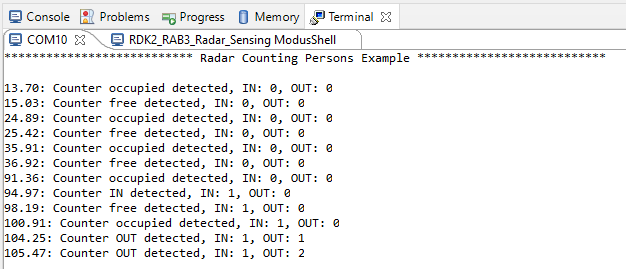 Console Problems Progress Memory Terminal
COM10 RDK2_RAB3_Radar_Sensing ModusShell
*************************** Radar Counting Persons Example ***************************
13.70: Counter occupied detected, IN: 0, OUT: 0
15.03: Counter free detected, IN: 0, OUT: 0
24.89: Counter occupied detected, IN: 0, OUT: 0
25.42: Counter free detected, IN: 0, OUT: 0
35.91: Counter occupied detected, IN: 0, OUT: 0
36.92: Counter free detected, IN: 0, OUT: 0
91.36: Counter occupied detected, IN: 0, OUT: 0
94.97: Counter IN detected, IN: 1, OUT: 0
98.19: Counter free detected, IN: 1, OUT: 0
100.91: Counter occupied detected, IN: 1, OUT: 0
104.25: Counter OUT detected, IN: 1, OUT: 1
105.47: Counter OUT detected, IN: 1, OUT: 2